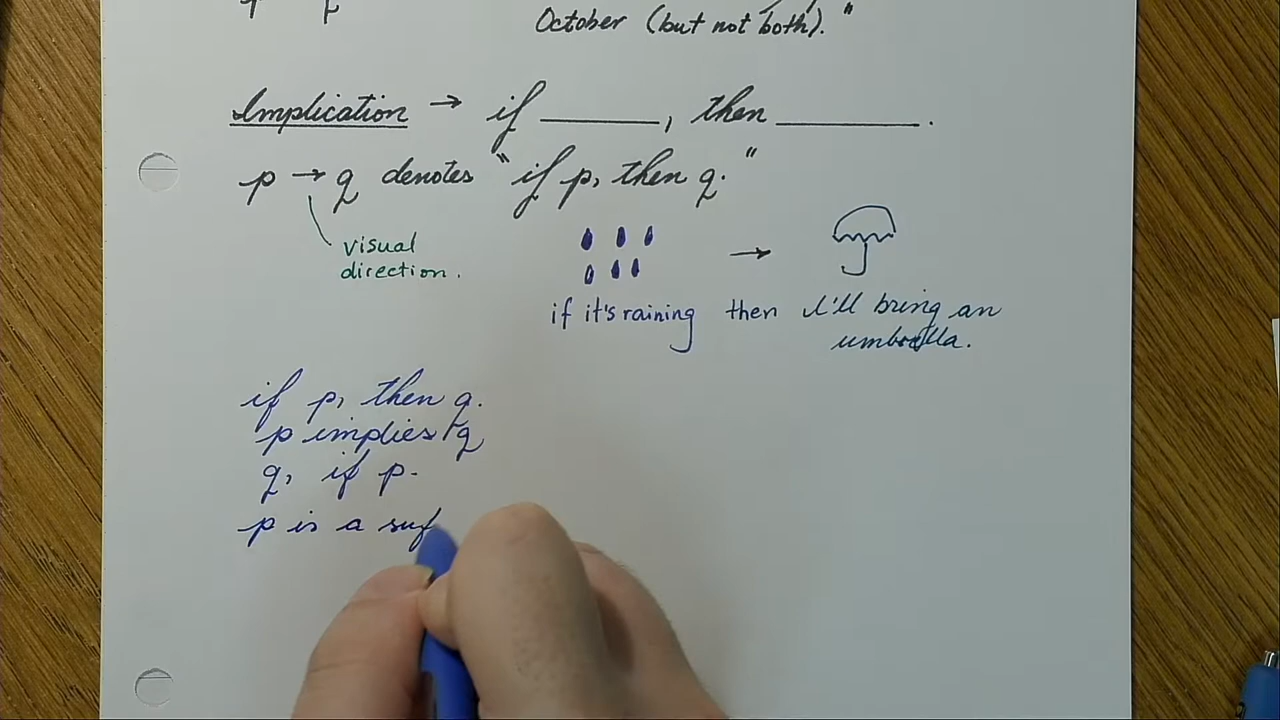 October (but not both)."
Implication → if ______, then ______.
p → q denotes "if p, then q."
visual
direction.
→
if it's raining then I'll bring an
umbrella.
if p, then q.
p implies q
q, if p.
p is a suf